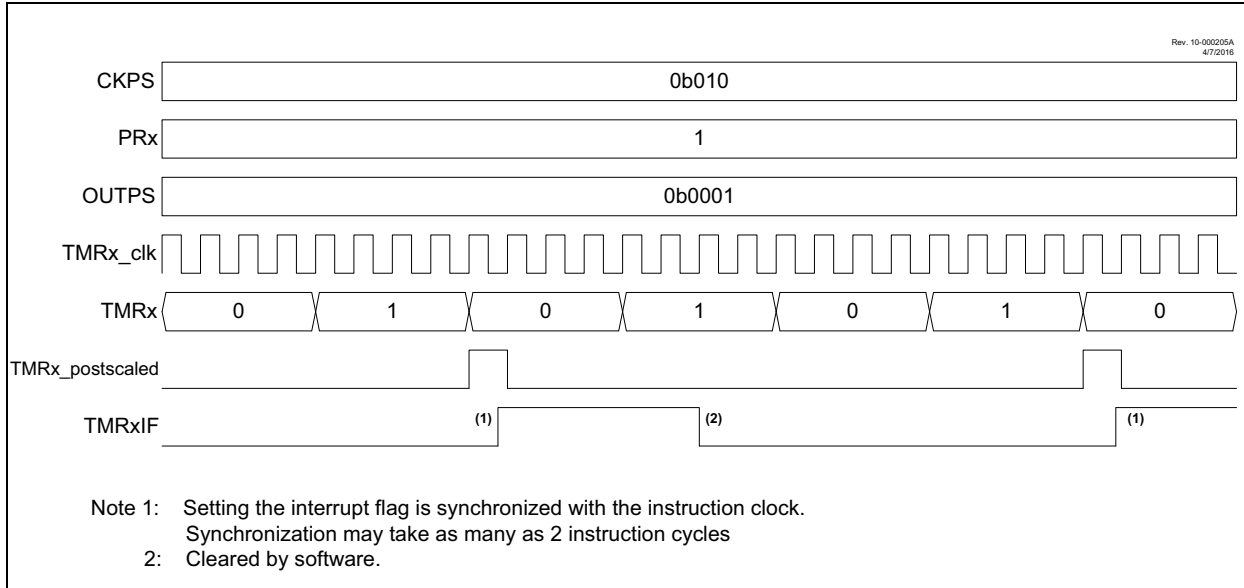 Rev. 10-000205A
4/7/2016
CKPS 0b010
PRx 1
OUTPS 0b0001
TMRx_clk
TMRx 0 1 0 1 0 1 0
TMRx_postscaled
TMRxIF (1) (2) (1)
Note 1: Setting the interrupt flag is synchronized with the instruction clock.
Synchronization may take as many as 2 instruction cycles
2: Cleared by software.